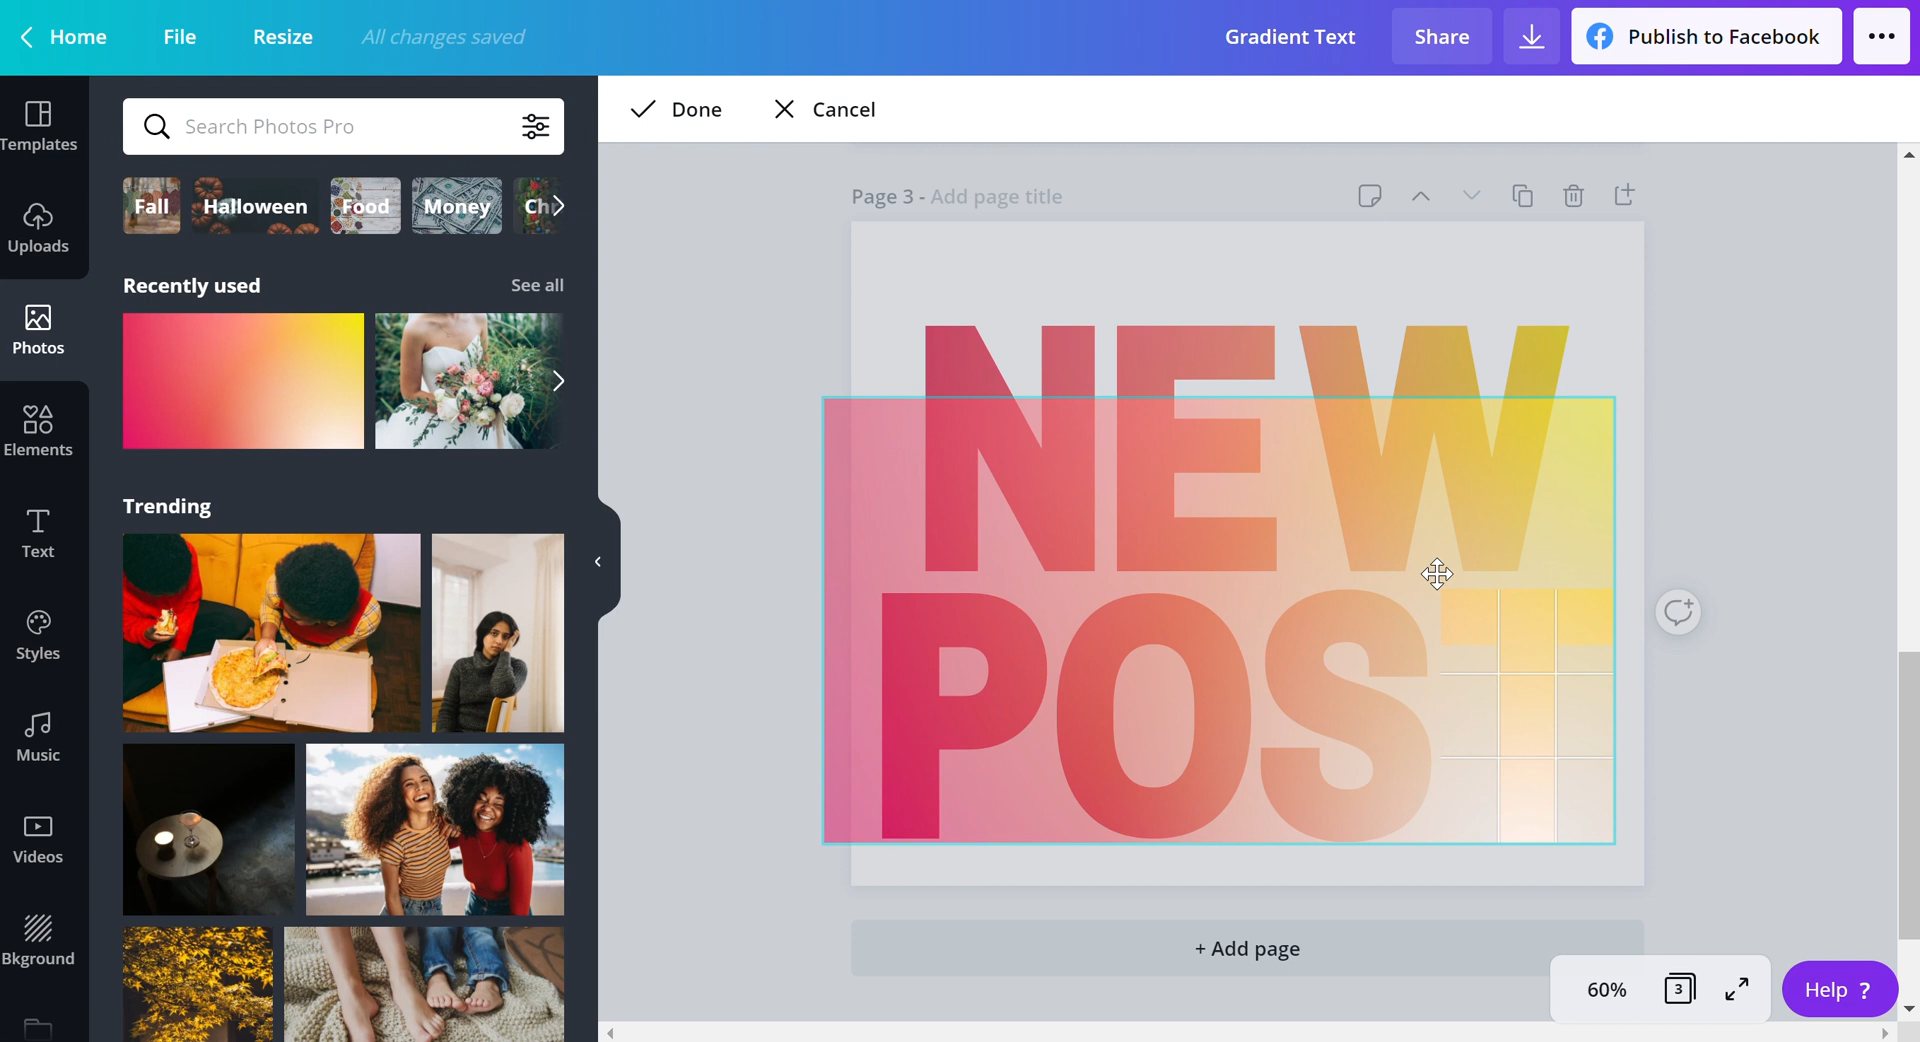 Home
File
Resize
All changes saved
Gradient Text
Share
Publish to Facebook
Templates
Uploads
Photos
Elements
Text
Styles
Music
Videos
Bkground
Search Photos Pro
Fall
Halloween
Food
Money
Chr
Recently used
See all
Trending
Done
Cancel
Page 3 - Add page title
NEW
POST
+ Add page
60%
3
Help ?